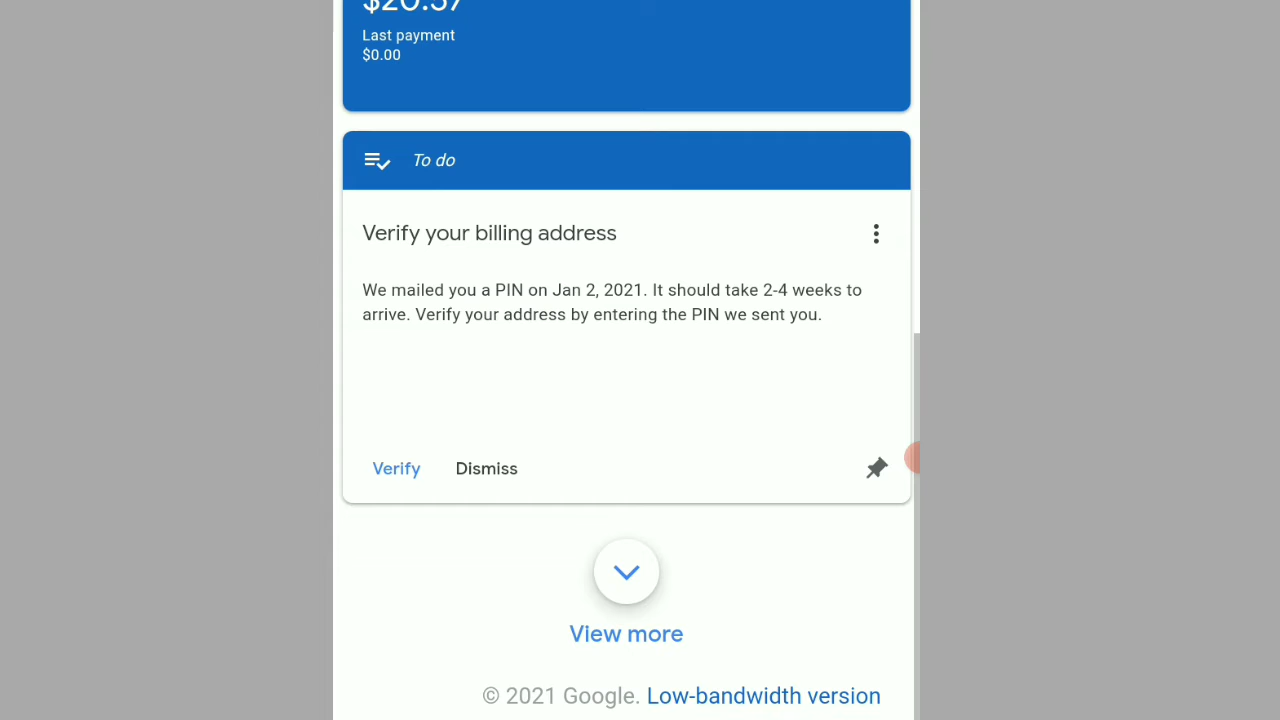 $20.57
Last payment
$0.00
To do
Verify your billing address
We mailed you a PIN on Jan 2, 2021. It should take 2-4 weeks to
arrive. Verify your address by entering the PIN we sent you.
Verify Dismiss
View more
© 2021 Google. Low-bandwidth version